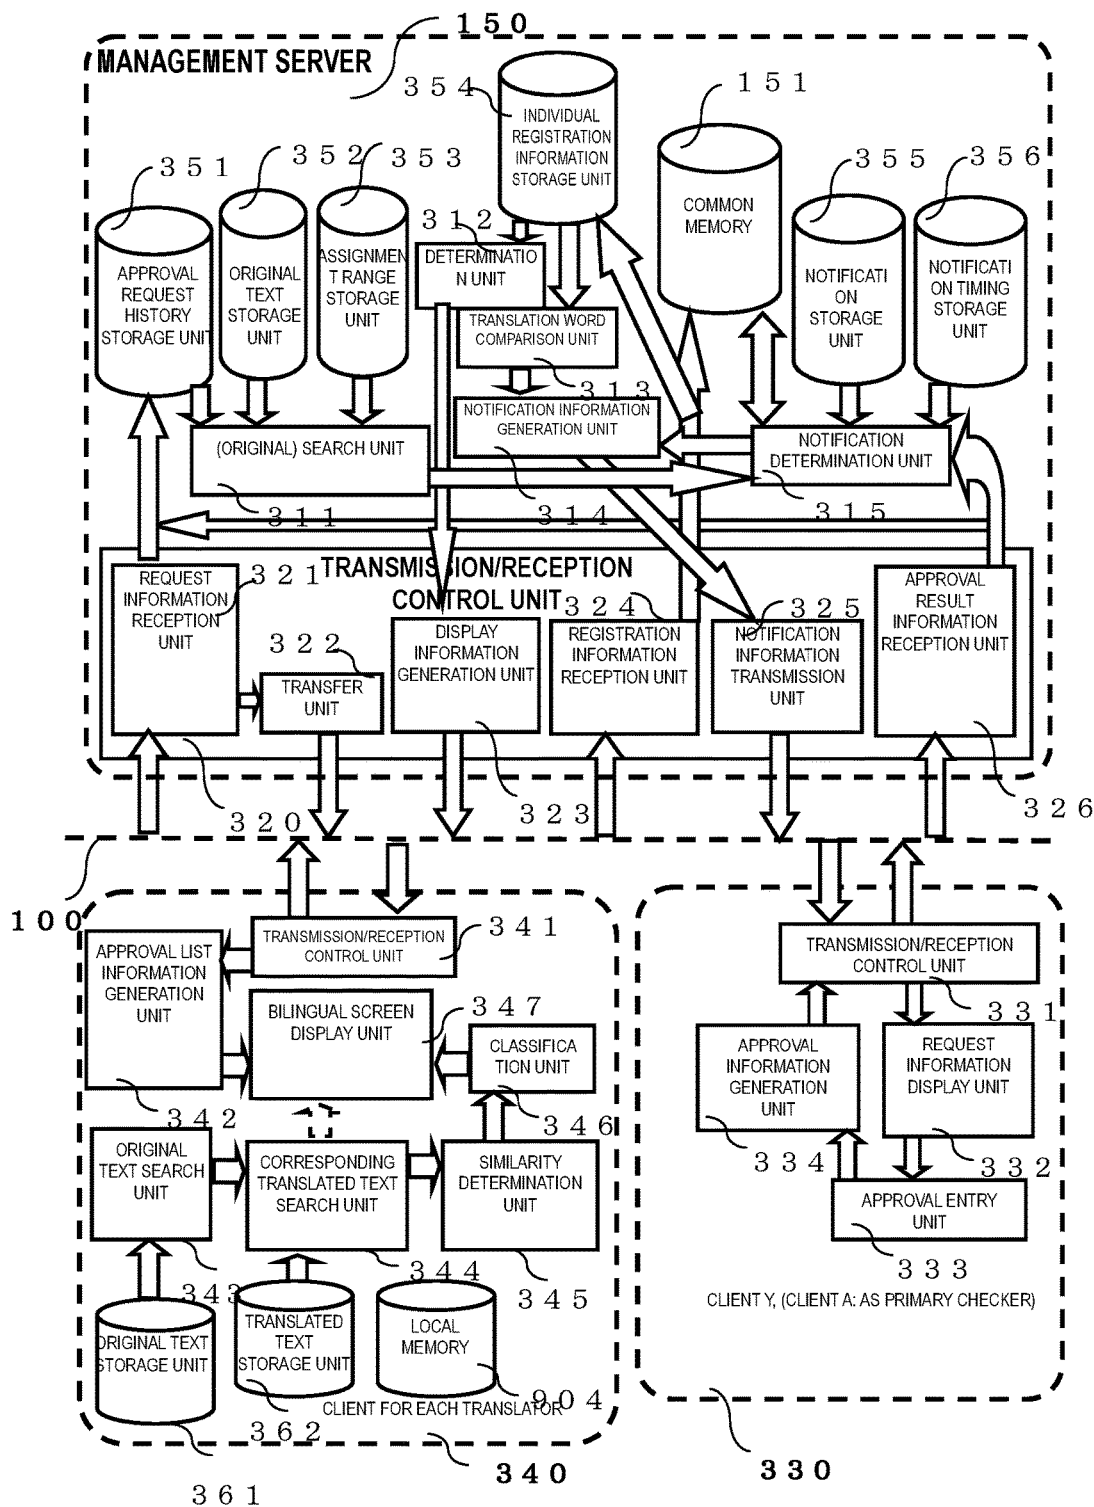 150
MANAGEMENT SERVER
354
151
INDIVIDUAL
REGISTRATION
INFORMATION
STORAGE UNIT
351
352
353
355
356
312
COMMON
MEMORY
APPROVAL
REQUEST
HISTORY
STORAGE UNIT
ORIGINAL
TEXT
STORAGE
UNIT
ASSIGNMEN
T RANGE
STORAGE
UNIT
DETERMINATIO
N UNIT
NOTIFICATI
ON
STORAGE
UNIT
NOTIFICATI
ON TIMING
STORAGE
UNIT
TRANSLATION WORD
COMPARISON UNIT
313
NOTIFICATION INFORMATION
GENERATION UNIT
(ORIGINAL) SEARCH UNIT
NOTIFICATION
DETERMINATION UNIT
311
314
315
TRANSMISSION/RECEPTION
CONTROL UNIT
REQUEST
INFORMATION
RECEPTION
UNIT
321
322
TRANSFER
UNIT
DISPLAY
INFORMATION
GENERATION UNIT
324
REGISTRATION
INFORMATION
RECEPTION UNIT
325
NOTIFICATION
INFORMATION
TRANSMISSION
UNIT
APPROVAL
RESULT
INFORMATION
RECEPTION UNIT
320
323
326
100
TRANSMISSION/RECEPTION
CONTROL UNIT
341
APPROVAL LIST
INFORMATION
GENERATION
UNIT
BILINGUAL SCREEN
DISPLAY UNIT
347
CLASSIFICA
TION UNIT
342
346
ORIGINAL
TEXT SEARCH
UNIT
CORRESPONDING
TRANSLATED TEXT
SEARCH UNIT
SIMILARITY
DETERMINATION
UNIT
343
344
345
ORIGINAL TEXT
STORAGE UNIT
TRANSLATED
TEXT
STORAGE UNIT
LOCAL
MEMORY
904
CLIENT FOR EACH TRANSLATOR
362
361
340
TRANSMISSION/RECEPTION
CONTROL UNIT
331
APPROVAL
INFORMATION
GENERATION
UNIT
REQUEST
INFORMATION
DISPLAY UNIT
334
332
APPROVAL ENTRY
UNIT
333
CLIENT Y, (CLIENT A: AS PRIMARY CHECKER)
330